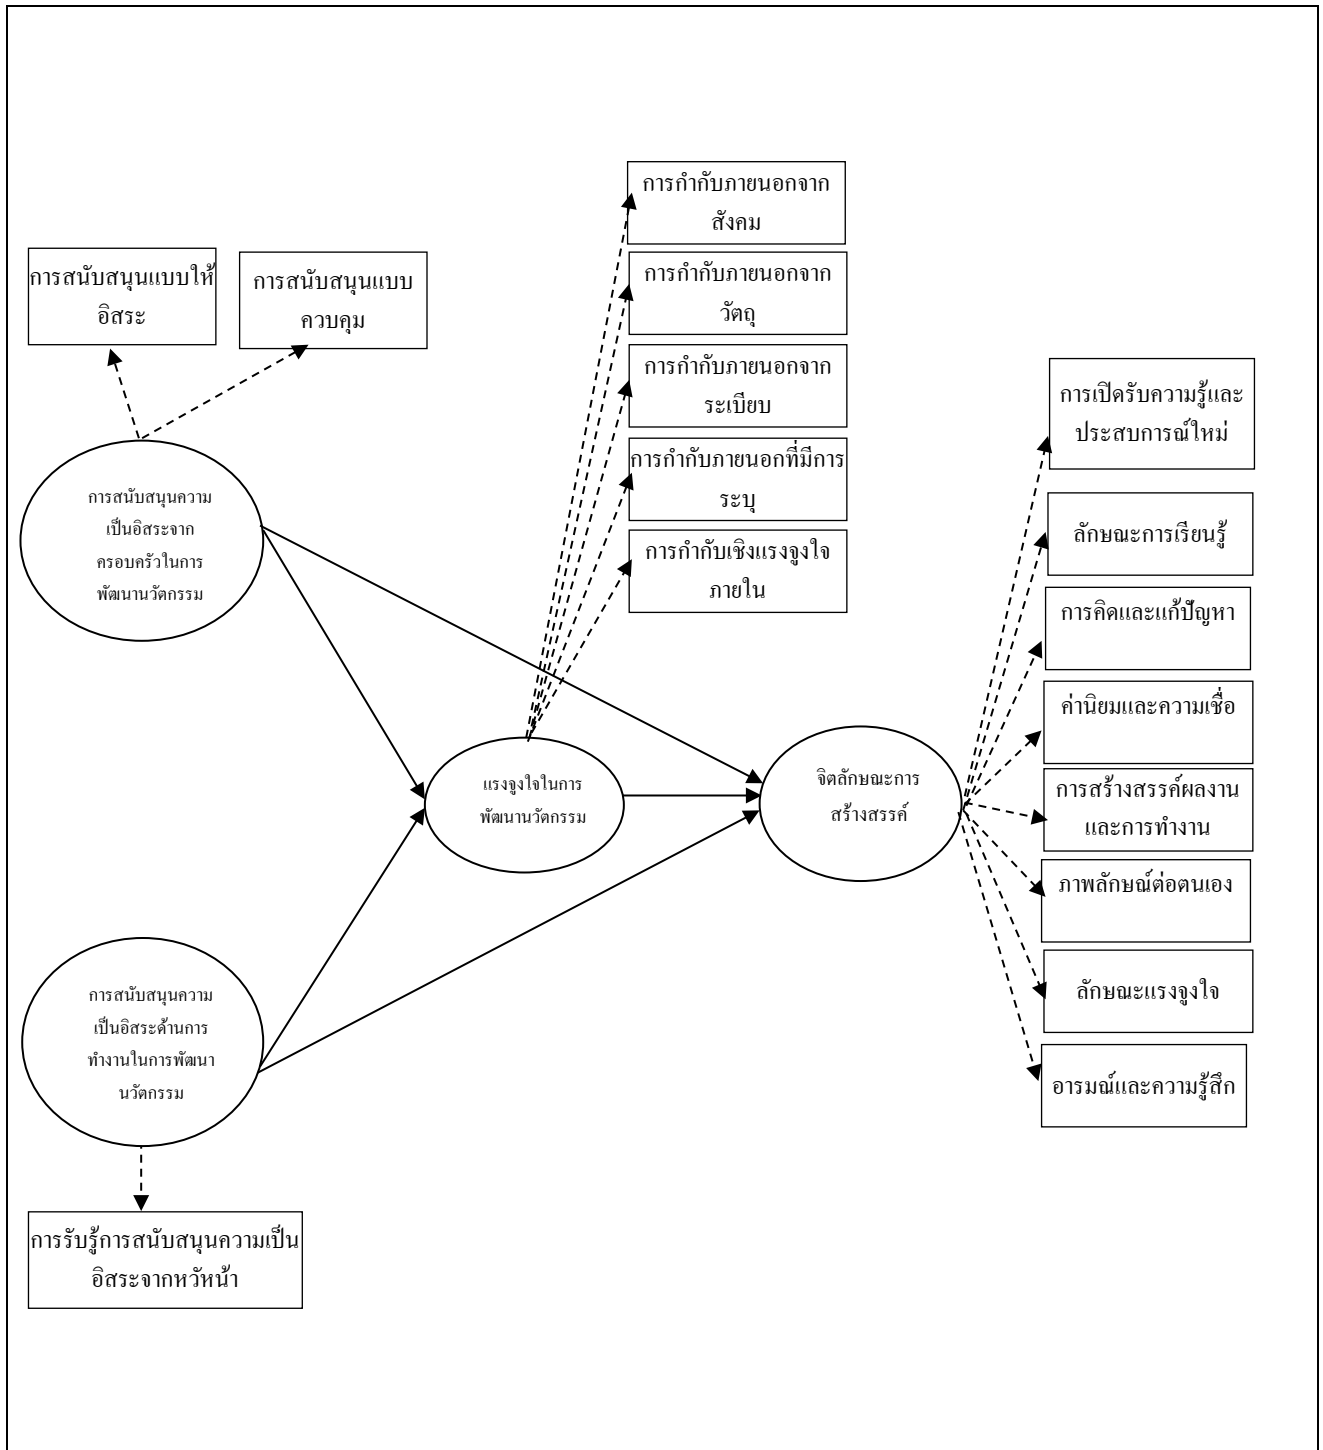 การกำกับภายนอกจาก
สังคม
การสนับสนุนแบบให้
อิสระ
การสนับสนุนแบบ
ควบคุม
การกำกับภายนอกจาก
วัตถุ
การกำกับภายนอกจาก
ระเบียบ
การกำกับภายนอกที่มีการ
ระบุ
การกำกับเชิงแรงจูงใจ
ภายใน
การเปิดรับความรู้และ
ประสบการณ์ใหม่
ลักษณะการเรียนรู้
การคิดและแก้ปัญหา
ค่านิยมและความเชื่อ
การสร้างสรรค์ผลงาน
และการทำงาน
ภาพลักษณ์ต่อตนเอง
ลักษณะแรงจูงใจ
อารมณ์และความรู้สึก
การสนับสนุนความ
เป็นอิสระจาก
ครอบครัวในการ
พัฒนานวัตกรรม
แรงจูงใจในการ
พัฒนานวัตกรรม
จิตลักษณะการ
สร้างสรรค์
การสนับสนุนความ
เป็นอิสระด้านการ
ทำงานในการพัฒนา
นวัตกรรม
การรับรู้การสนับสนุนความเป็น
อิสระจากหวัหน้า